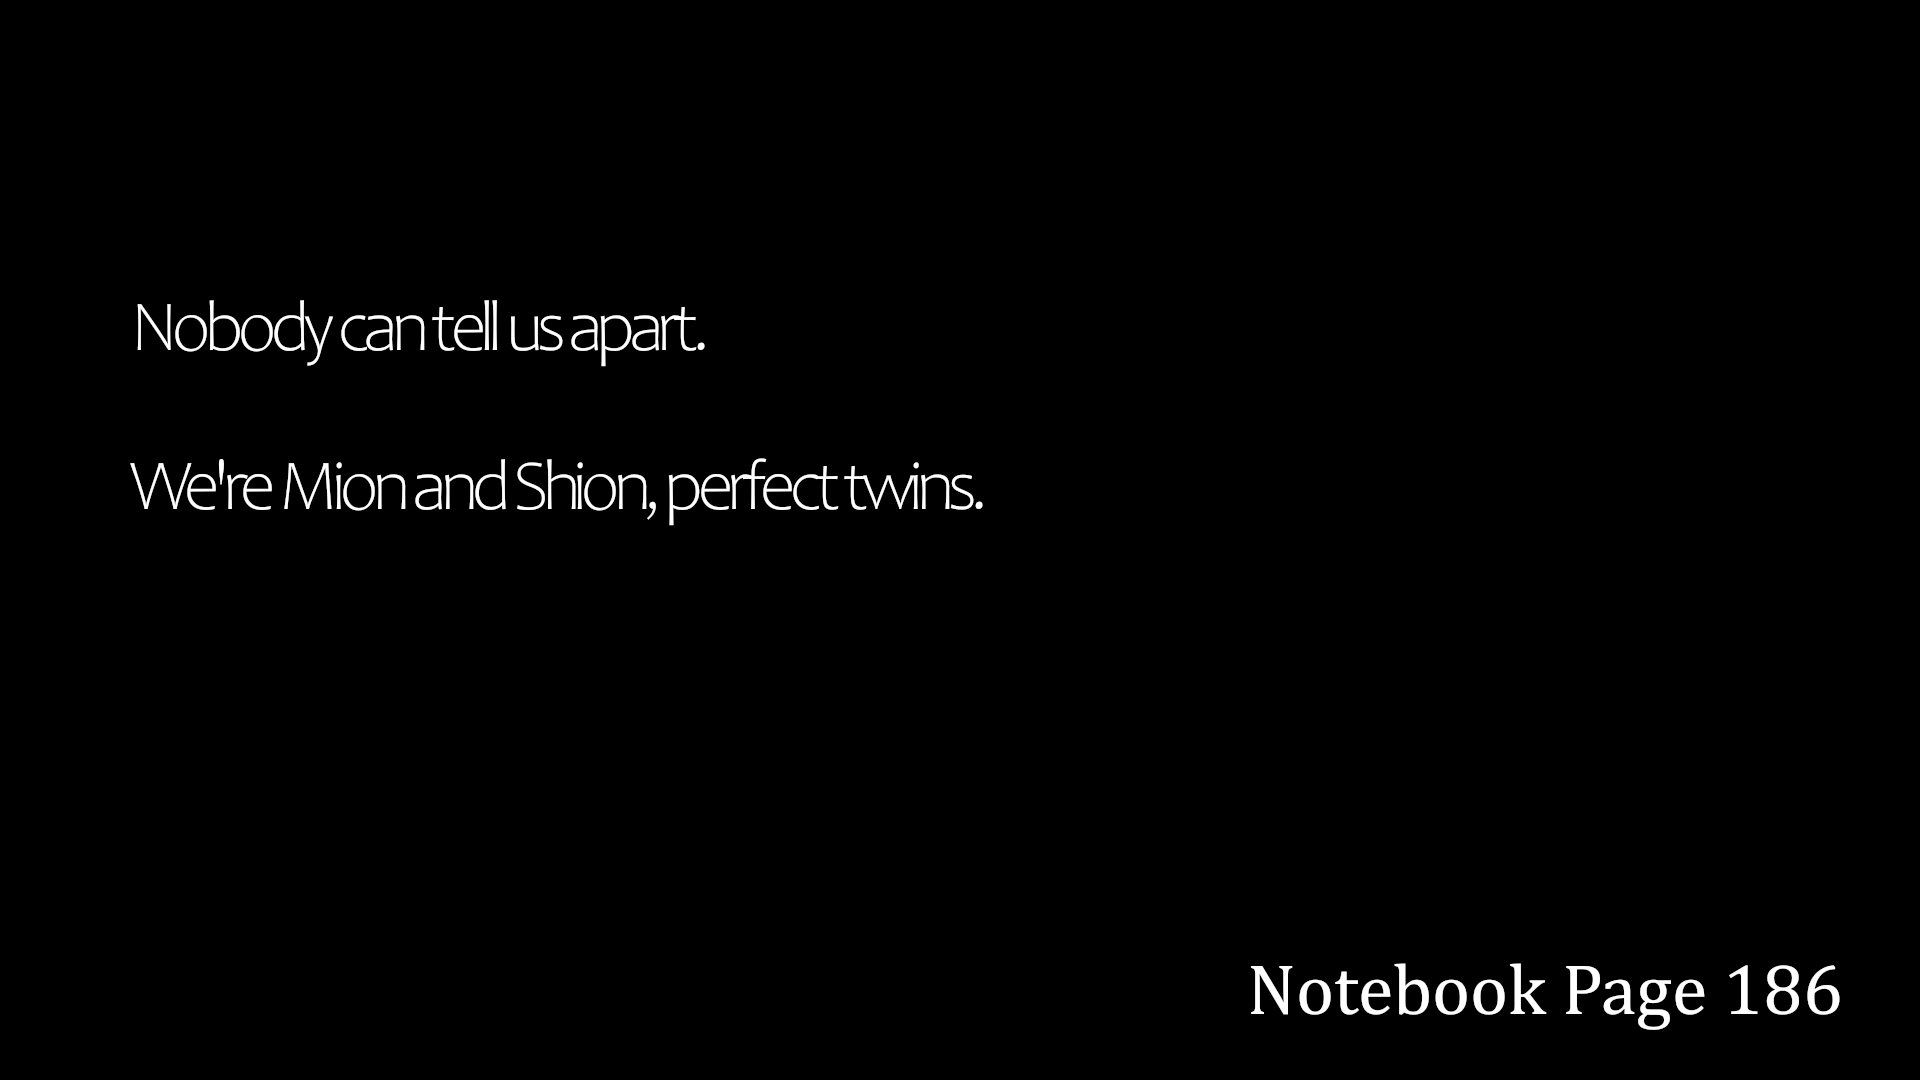 Nobody can tell us apart.
We're Mion and Shion, perfect twins.
Notebook Page 186